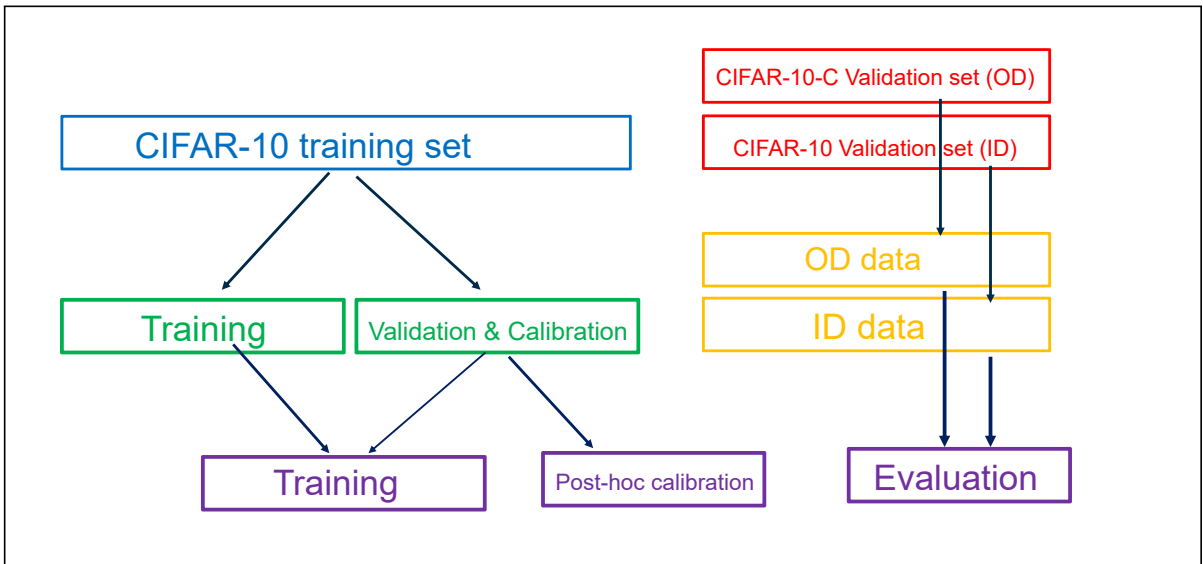 CIFAR-10-C Validation set (OD)
CIFAR-10 training set
CIFAR-10 Validation set (ID)
OD data
Training
Validation & Calibration
ID data
Training
Post-hoc calibration
Evaluation